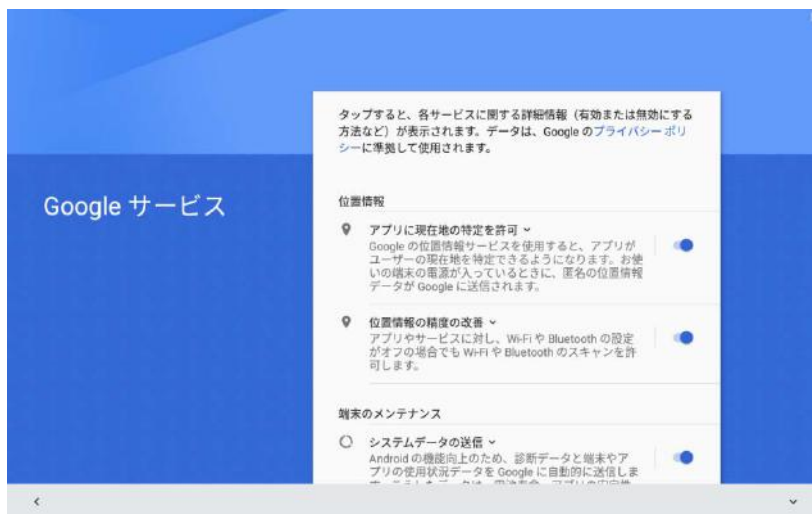 タップすると、各サービスに関する詳細情報（有効または無効にする
方法など）が表示されます。データは、Google のプライバシー ポリ
シーに準拠して使用されます。
Google サービス
位置情報
アプリに現在地の特定を許可
Google の位置情報サービスを使用すると、アプリが
ユーザーの現在地を特定できるようになります。お使
いの端末の電源が入っているときに、匿名の位置情報
データが Google に送信されます。
位置情報の精度の改善
アプリやサービスに対し、Wi-Fi や Bluetooth の設定
がオフの場合でも Wi-Fi や Bluetooth のスキャンを許
可します。
端末のメンテナンス
システムデータの送信
Android の機能向上のため、診断データと端末やア
プリの使用状況データを Google に自動的に送信しま